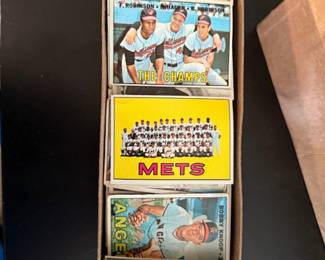 F. ROBINSON • H. BAUER • B. ROBINSON
THE CHAMPS
METS
ANGE
BOBBY KNOOP